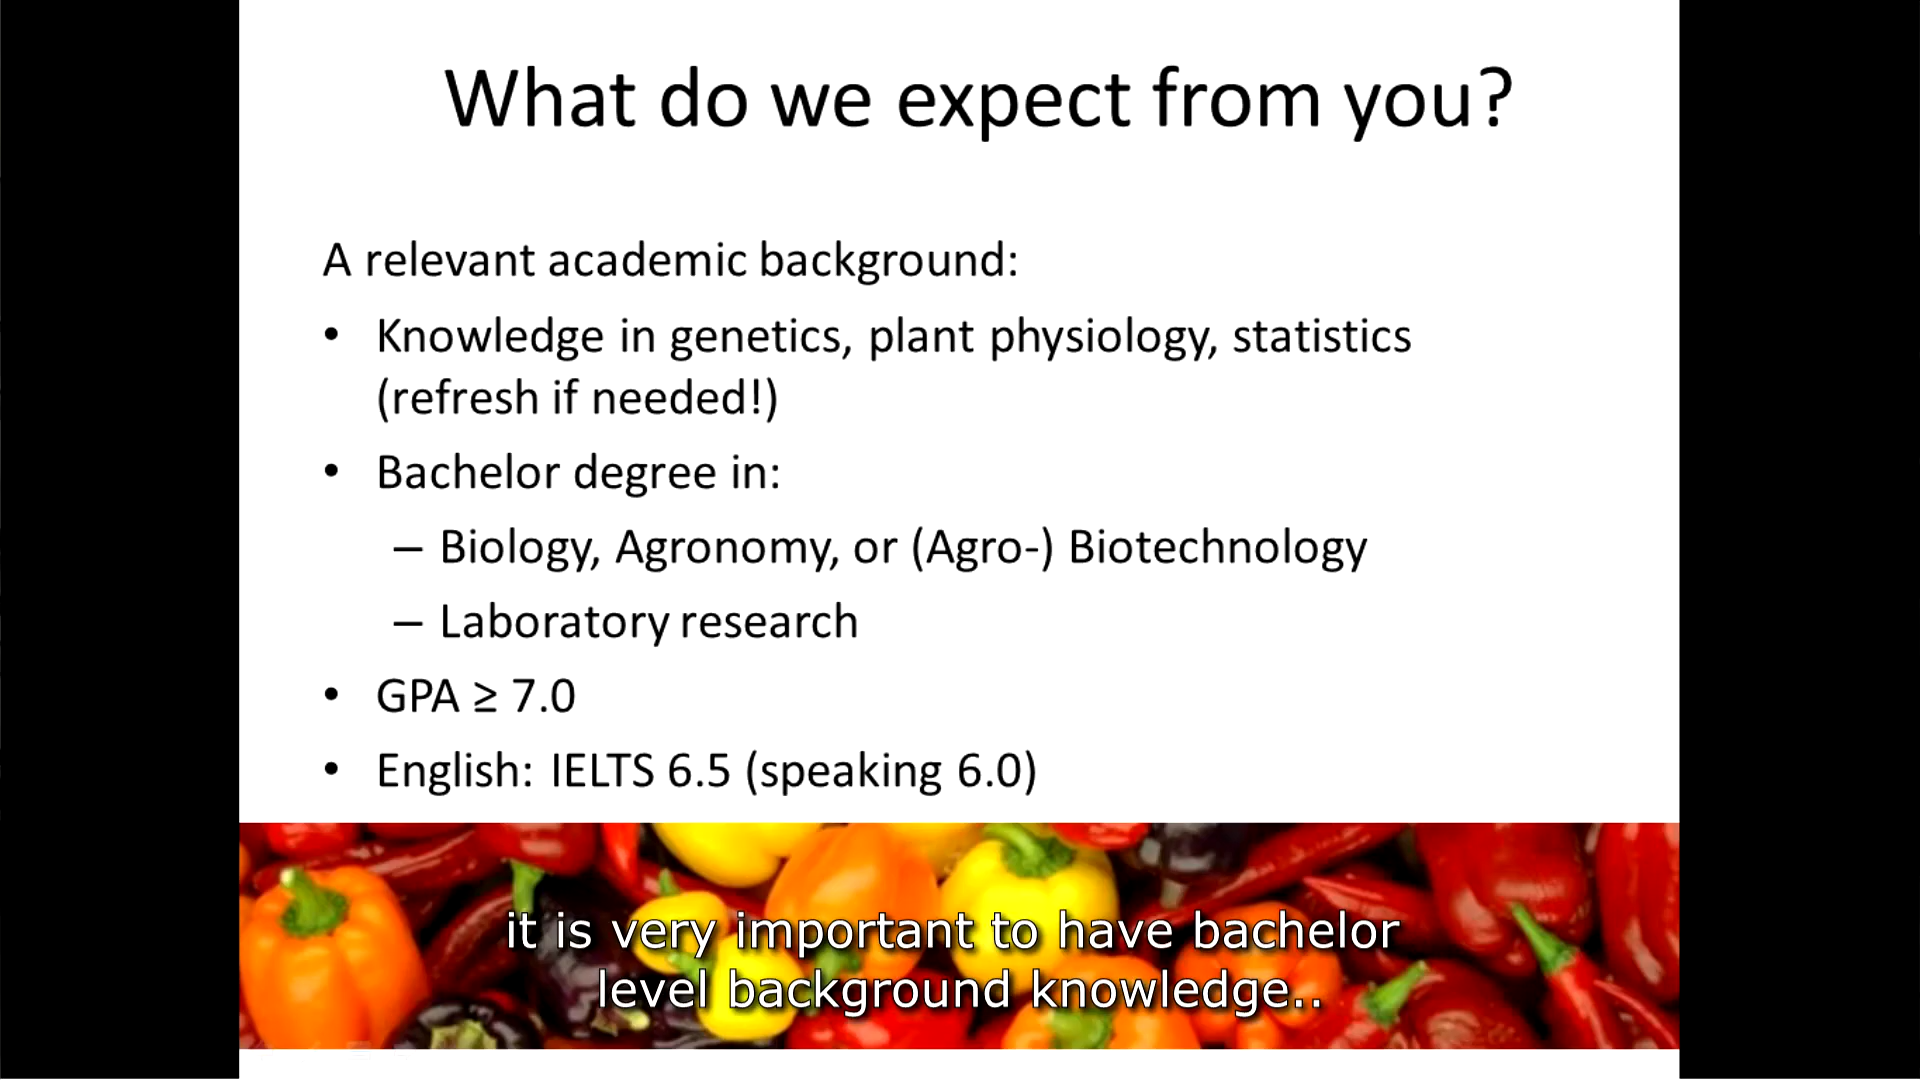 What do we expect from you?
A relevant academic background:
• Knowledge in genetics, plant physiology, statistics
(refresh if needed!)
• Bachelor degree in:
– Biology, Agronomy, or (Agro-) Biotechnology
– Laboratory research
• GPA ≥ 7.0
• English: IELTS 6.5 (speaking 6.0)
it is very important to have bachelor
level background knowledge..